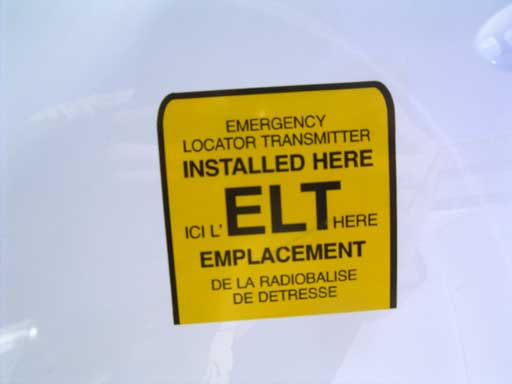 EMERGENCY
LOCATOR TRANSMITTER
INSTALLED HERE
ICI L' ELT HERE
EMPLACEMENT
DE LA RADIOBALISE
DE DETRESSE